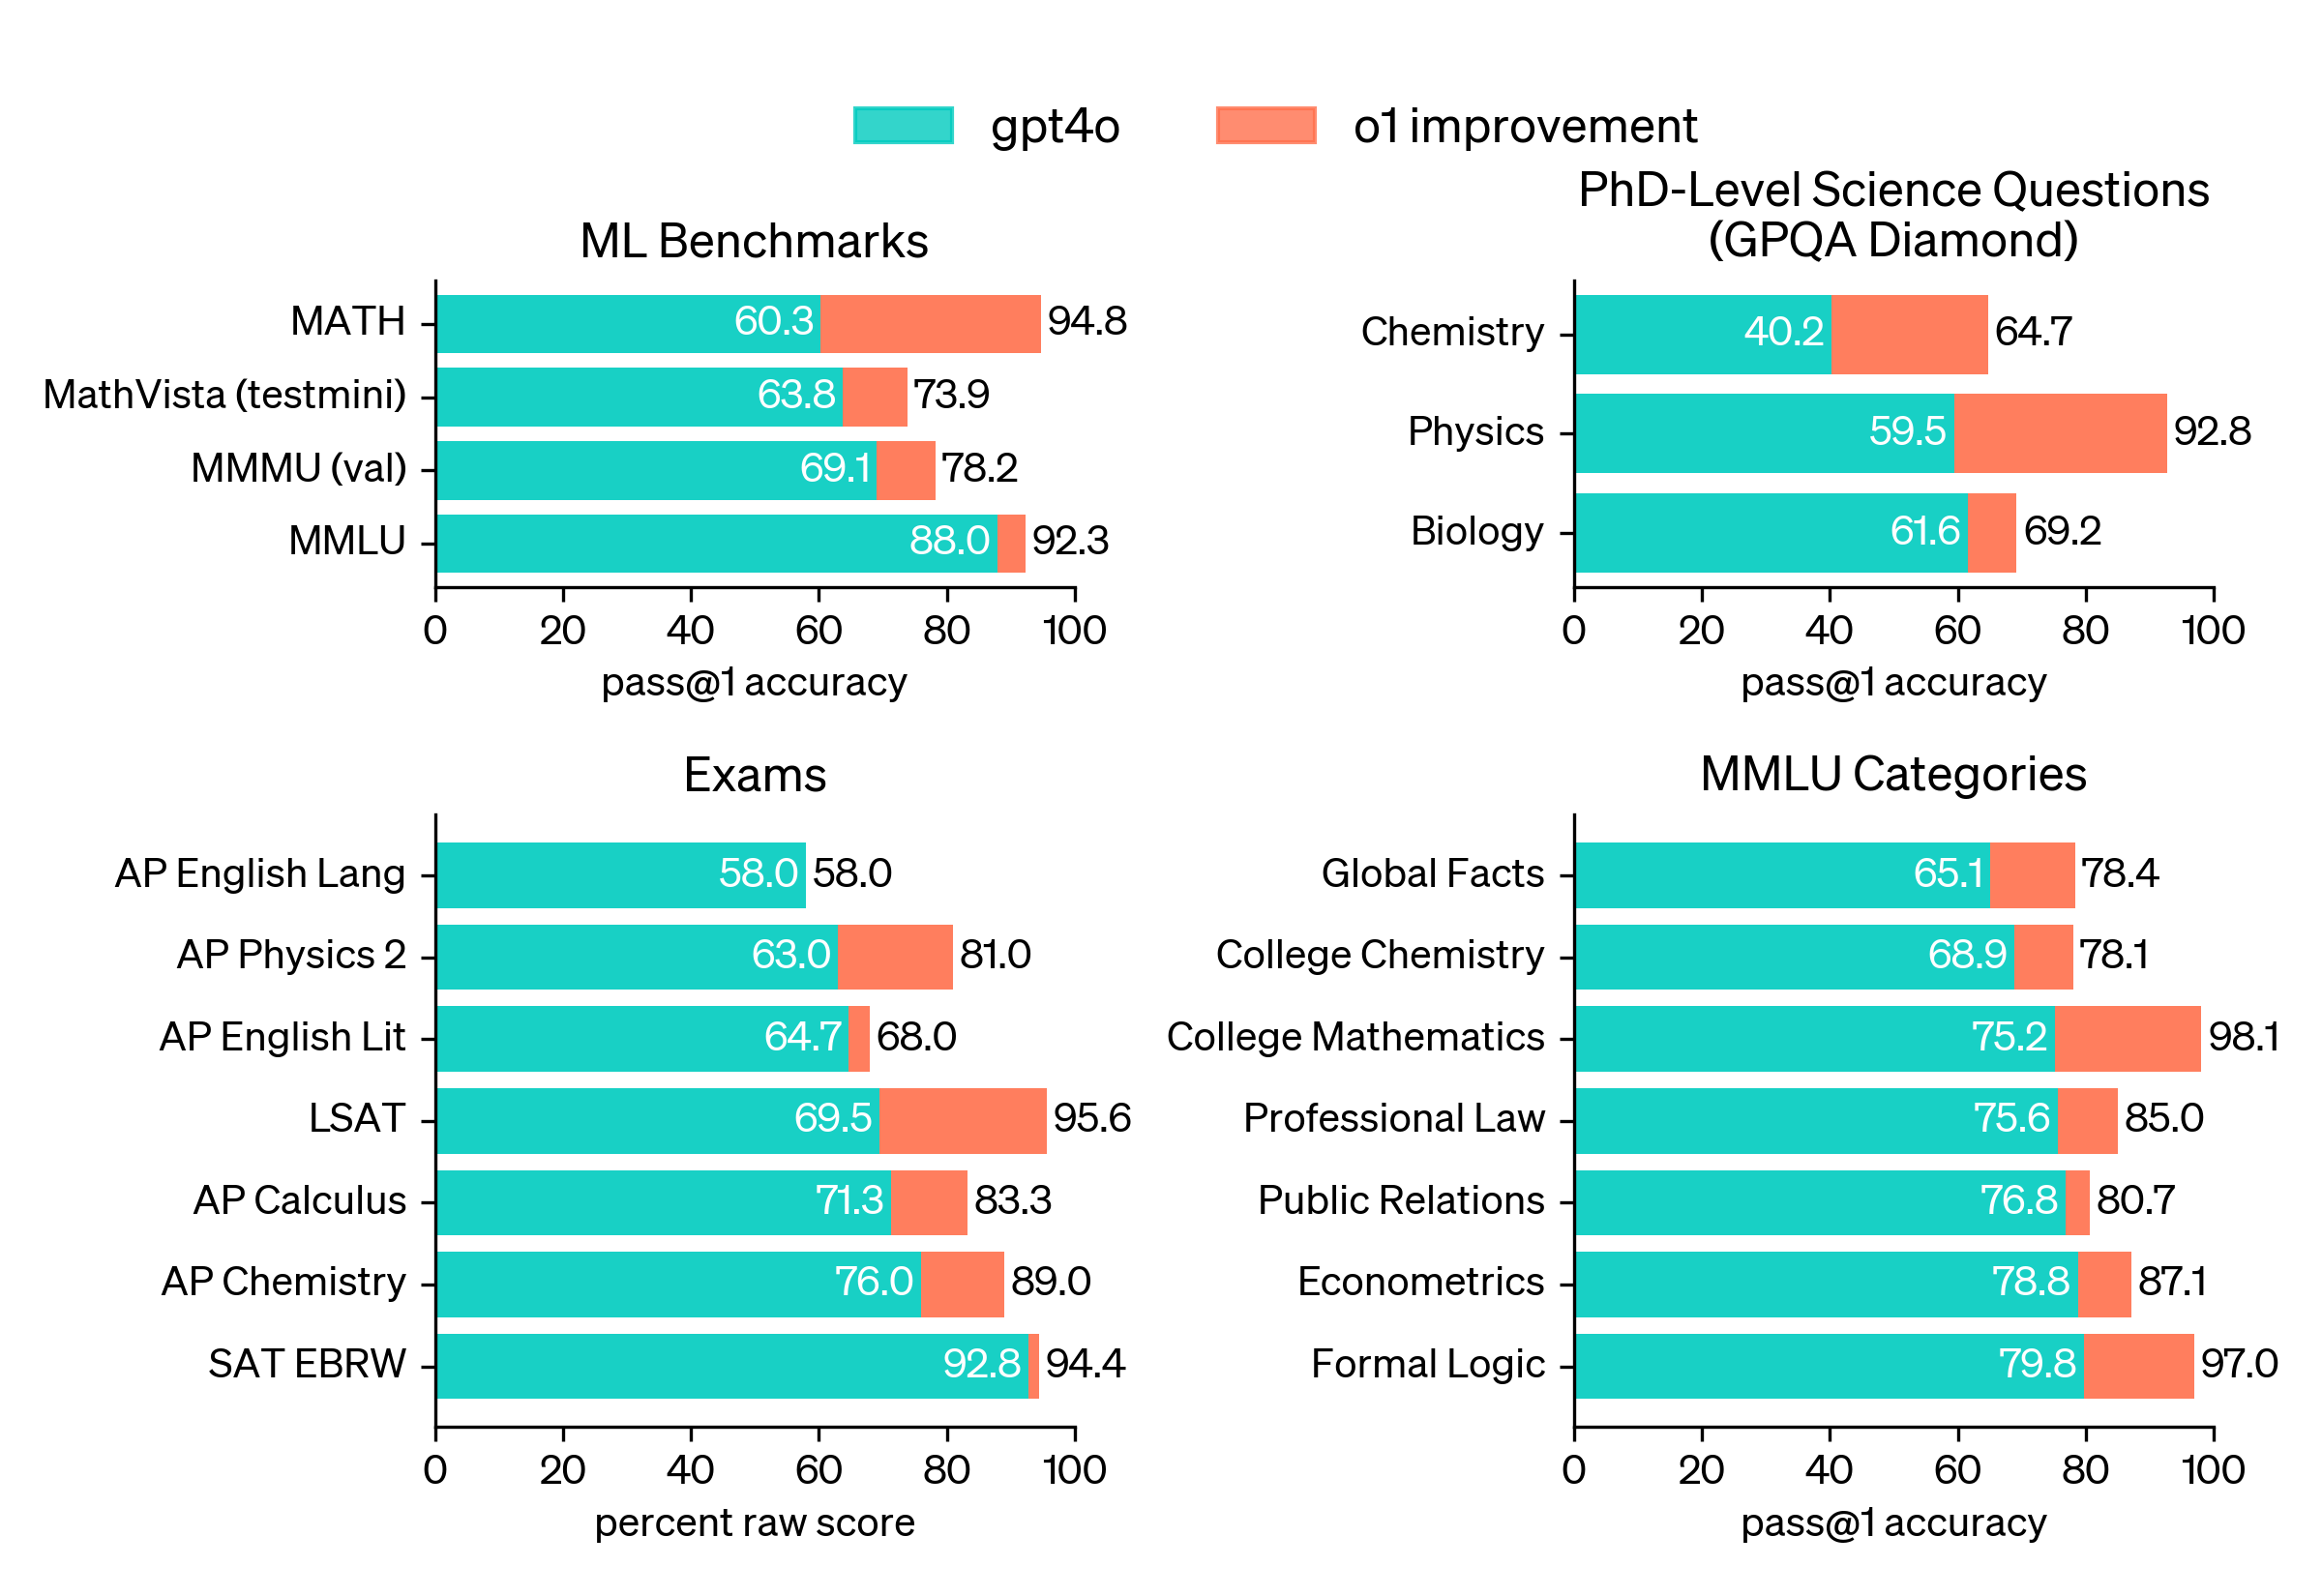 gpt4o
o1 improvement
ML Benchmarks
MATH
60.3
94.8
MathVista (testmini)
63.8
73.9
MMMU (val)
69.1
78.2
MMLU
88.0
92.3
0 20 40 60 80 100
pass@1 accuracy
PhD-Level Science Questions
(GPQA Diamond)
Chemistry
40.2
64.7
Physics
59.5
92.8
Biology
61.6
69.2
0 20 40 60 80 100
pass@1 accuracy
Exams
AP English Lang
58.0
58.0
AP Physics 2
63.0
81.0
AP English Lit
64.7
68.0
LSAT
69.5
95.6
AP Calculus
71.3
83.3
AP Chemistry
76.0
89.0
SAT EBRW
92.8
94.4
0 20 40 60 80 100
percent raw score
MMLU Categories
Global Facts
65.1
78.4
College Chemistry
68.9
78.1
College Mathematics
75.2
98.1
Professional Law
75.6
85.0
Public Relations
76.8
80.7
Econometrics
78.8
87.1
Formal Logic
79.8
97.0
0 20 40 60 80 100
pass@1 accuracy